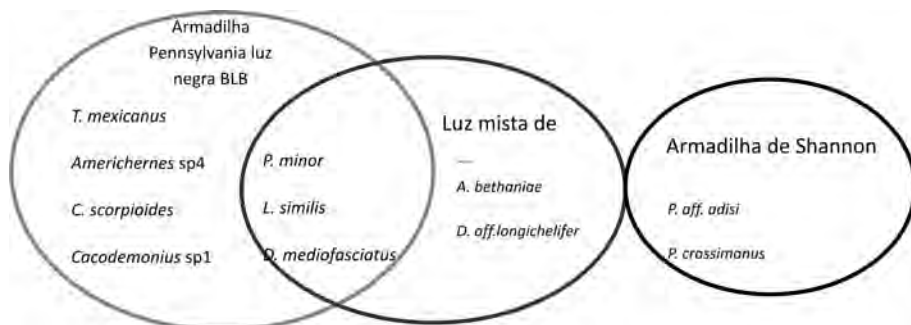 Armadilha
Pennsylvania luz
negra BLB
T. mexicanus
Americhernes sp4
C. scorpioides
Cacodemonius sp1
P. minor
L. similis
D. mediofasciatus
Luz mista de
—
A. bethaniae
D. aff.longichelifer
Armadilha de Shannon
P. aff. adisi
P. crassimanus